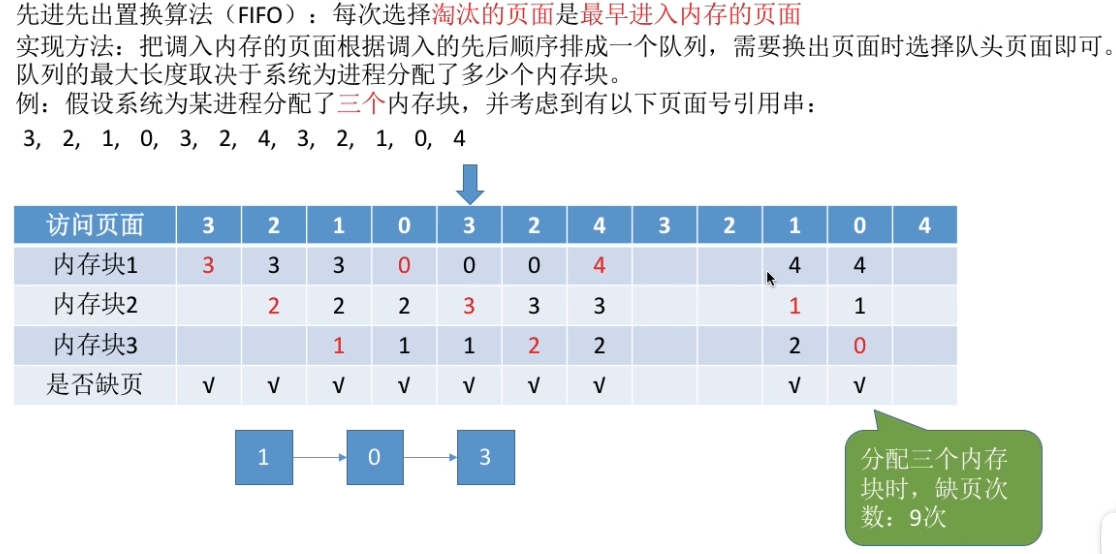 先进先出置换算法（FIFO）：每次选择淘汰的页面是最早进入内存的页面
实现方法：把调入内存的页面根据调入的先后顺序排成一个队列，需要换出页面时选择队头页面即可。
队列的最大长度取决于系统为进程分配了多少个内存块。
例：假设系统为某进程分配了三个内存块，并考虑到有以下页面号引用串：
3， 2， 1， 0， 3， 2， 4， 3， 2， 1， 0， 4
访问页面 3 2 1 0 3 2 4 3 2 1 0 4
内存块1 3 3 3 0 0 0 4 4 4
内存块2 2 2 2 3 3 3 1 1
内存块3 1 1 1 2 2 2 0
是否缺页 √ √ √ √ √ √ √ √ √
1 0 3
分配三个内存
块时，缺页次
数：9次